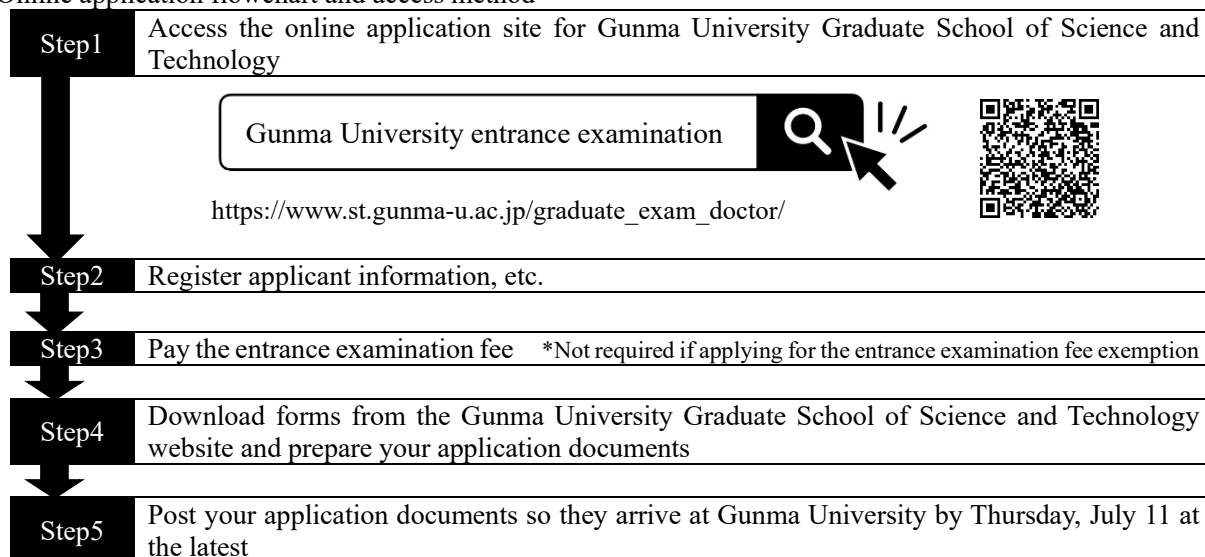 Online application flowchart and access method
Step1
Access the online application site for Gunma University Graduate School of Science and
Technology
Gunma University entrance examination
https://www.st.gunma-u.ac.jp/graduate_exam_doctor/
Step2
Register applicant information, etc.
Step3
Pay the entrance examination fee *Not required if applying for the entrance examination fee exemption
Step4
Download forms from the Gunma University Graduate School of Science and Technology
website and prepare your application documents
Step5
Post your application documents so they arrive at Gunma University by Thursday, July 11 at
the latest